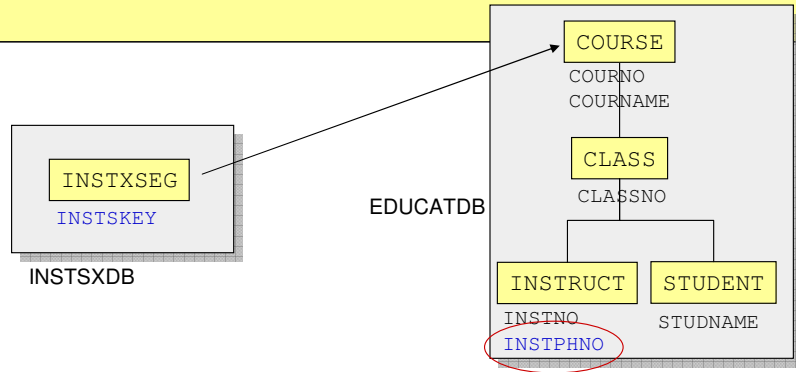 COURSE
COURNO
COURNAME
INSTXSEG
INSTSKEY
INSTSXDB
CLASS
CLASSNO
EDUCATDB
INSTRUCT
INSTNO
INSTPHNO
STUDENT
STUDNAME